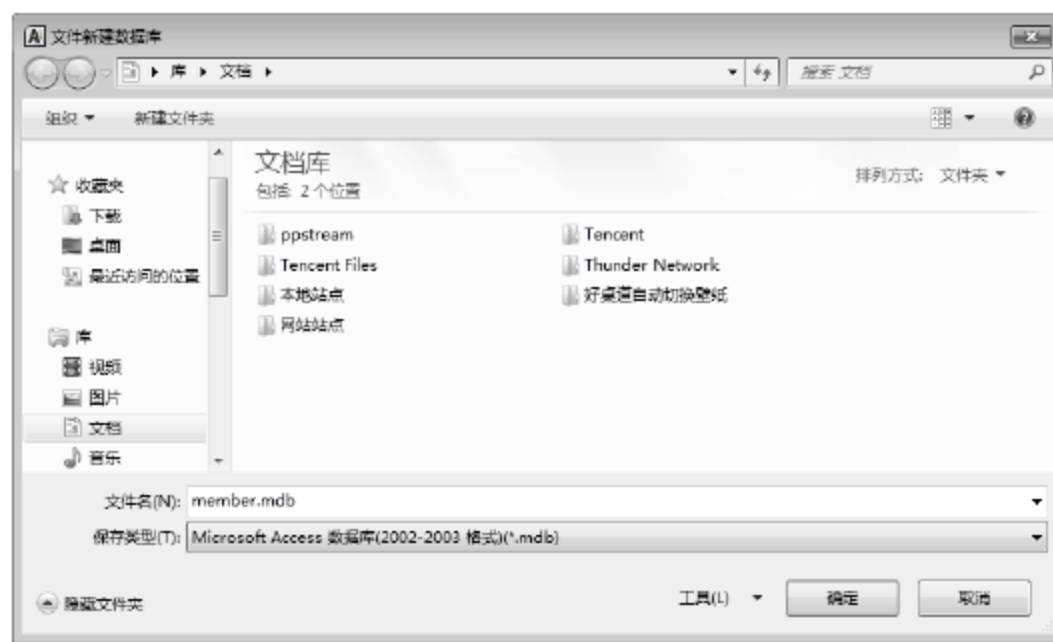 A 文件新建数据库
库 文档
搜索 文档
组织 新建文件夹
文档库
包括: 2 个位置
排列方式: 文件夹
收藏夹
下载
桌面
最近访问的位置
库
视频
图片
文档
音乐
ppstream
Tencent
Tencent Files
Thunder Network
本地站点
好桌道自动切换壁纸
网站站点
文件名(N): member.mdb
保存类型(T): Microsoft Access 数据库(2002-2003 格式)(*.mdb)
隐藏文件夹
工具(L) 确定 取消